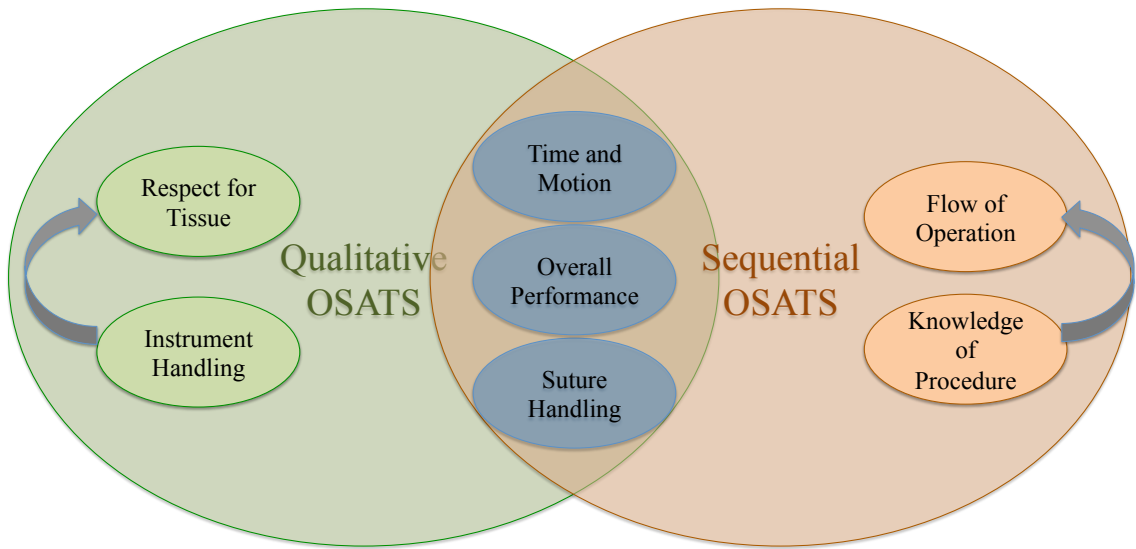 Respect for
Tissue
Instrument
Handling
Qualitative
OSATS
Time and
Motion
Overall
Performance
Suture
Handling
Sequential
OSATS
Flow of
Operation
Knowledge
of
Procedure